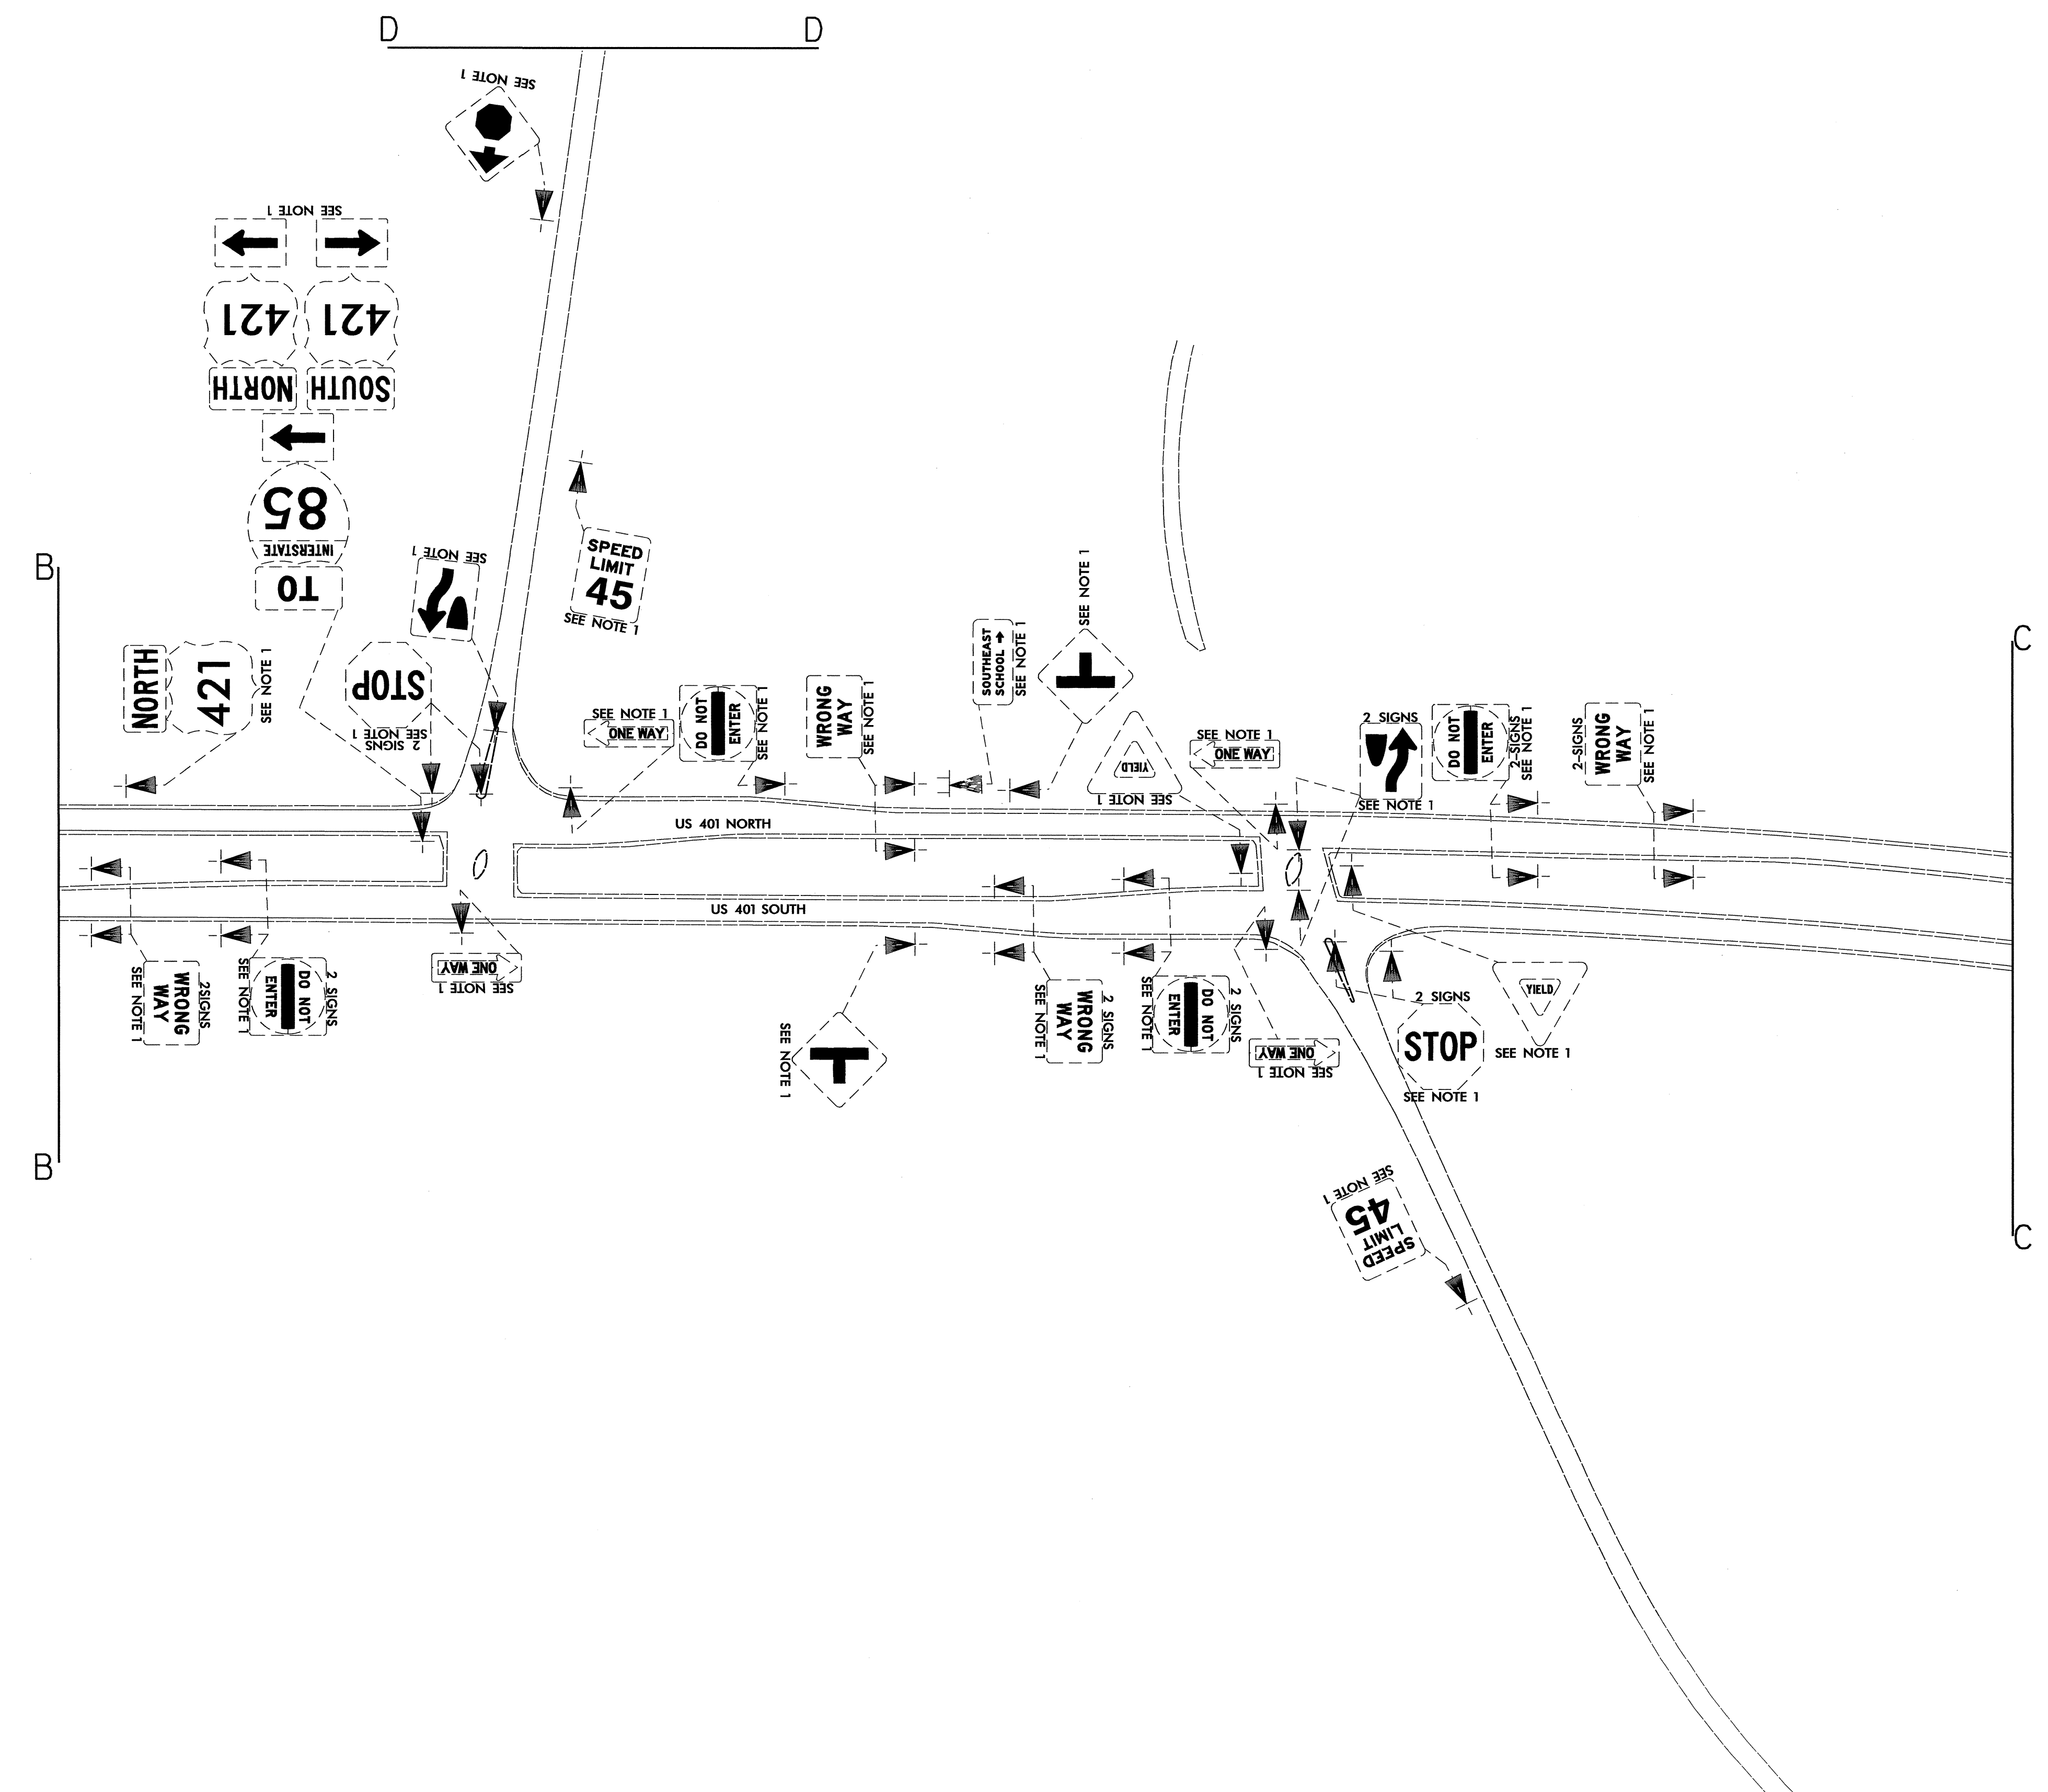 D
D
SEE NOTE 1
SEE NOTE 1
421
421
NORTH
SOUTH
85
INTERSTATE
TO
SEE NOTE 1
SPEED
LIMIT
45
SEE NOTE 1
B
C
NORTH
421
SEE NOTE 1
STOP
2 SIGNS
SEE NOTE 1
SEE NOTE 1
ONE WAY
DO NOT
ENTER
SEE NOTE 1
WRONG
WAY
SEE NOTE 1
SOUTHEAST
SCHOOL
SEE NOTE 1
SEE NOTE 1
YIELD
SEE NOTE 1
SEE NOTE 1
ONE WAY
2 SIGNS
SEE NOTE 1
DO NOT
ENTER
2-SIGNS
SEE NOTE 1
2-SIGNS
WRONG
WAY
SEE NOTE 1
US 401 NORTH
US 401 SOUTH
2SIGNS
WRONG
WAY
SEE NOTE 1
2 SIGNS
DO NOT
ENTER
SEE NOTE 1
ONE WAY
SEE NOTE 1
SEE NOTE 1
2 SIGNS
WRONG
WAY
SEE NOTE 1
2 SIGNS
DO NOT
ENTER
SEE NOTE 1
ONE WAY
SEE NOTE 1
2 SIGNS
STOP
SEE NOTE 1
YIELD
SEE NOTE 1
B
SPEED
LIMIT
45
SEE NOTE 1
C